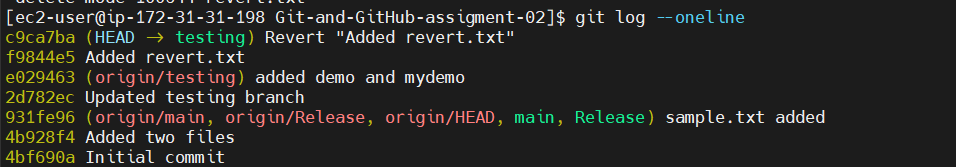 delete mode 100644 revert.txt
[ec2-user@ip-172-31-31-198 Git-and-GitHub-assigment-02]$ git log --oneline
c9ca7ba (HEAD → testing) Revert "Added revert.txt"
f9844e5 Added revert.txt
e029463 (origin/testing) added demo and mydemo
2d782ec Updated testing branch
931fe96 (origin/main, origin/Release, origin/HEAD, main, Release) sample.txt added
4b928f4 Added two files
4bf690a Initial commit